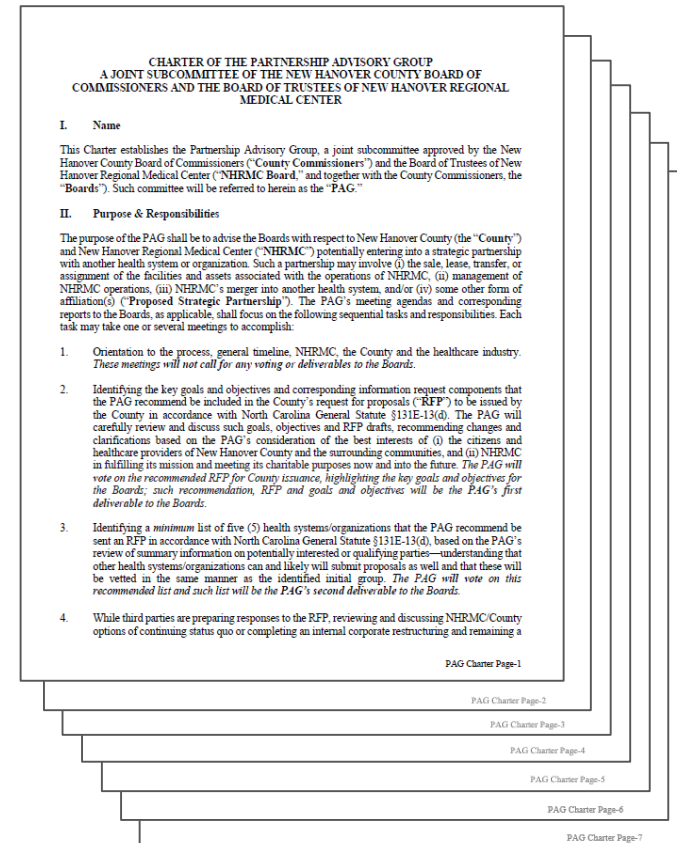 CHARTER OF THE PARTNERSHIP ADVISORY GROUP
A JOINT SUBCOMMITTEE OF THE NEW HANOVER COUNTY BOARD OF
COMMISSIONERS AND THE BOARD OF TRUSTEES OF NEW HANOVER REGIONAL
MEDICAL CENTER
I. Name
This Charter establishes the Partnership Advisory Group, a joint subcommittee approved by the New
Hanover County Board of Commissioners (“County Commissioners”) and the Board of Trustees of New
Hanover Regional Medical Center (“NHRMC Board,” and together with the County Commissioners, the
“Boards”). Such committee will be referred to herein as the “PAG.”
II. Purpose & Responsibilities
The purpose of the PAG shall be to advise the Boards with respect to New Hanover County (the “County”)
and New Hanover Regional Medical Center (“NHRMC”) potentially entering into a strategic partnership
with another health system or organization. Such a partnership may involve (i) the sale, lease, transfer, or
assignment of the facilities and assets associated with the operations of NHRMC, (ii) management of
NHRMC operations, (iii) NHRMC’s merger into another health system, and/or (iv) some other form of
affiliation(s) (“Proposed Strategic Partnership”). The PAG’s meeting agendas and corresponding
reports to the Boards, as applicable, shall focus on the following sequential tasks and responsibilities. Each
task may take one or several meetings to accomplish:
1. Orientation to the process, general timeline, NHRMC, the County and the healthcare industry.
These meetings will not call for any voting or deliverables to the Boards.
2. Identifying the key goals and objectives and corresponding information request components that
the PAG recommend be included in the County’s request for proposals (“RFP”) to be issued by
the County in accordance with North Carolina General Statute §131E-13(d). The PAG will
carefully review and discuss such goals, objectives and RFP drafts, recommending changes and
clarifications based on the PAG’s consideration of the best interests of (i) the citizens and
healthcare providers of New Hanover County and the surrounding communities, and (ii) NHRMC
in fulfilling its mission and meeting its charitable purposes now and into the future. The PAG will
vote on the recommended RFP for County issuance, highlighting the key goals and objectives for
the Boards; such recommendation, RFP and goals and objectives will be the PAG’s first
deliverable to the Boards.
3. Identifying a minimum list of five (5) health systems/organizations that the PAG recommend be
sent an RFP in accordance with North Carolina General Statute §131E-13(d), based on the PAG’s
review of summary information on potentially interested or qualifying parties—understanding that
other health systems/organizations can and likely will submit proposals as well and that these will
be vetted in the same manner as the identified initial group. The PAG will vote on this
recommended list and such list will be the PAG’s second deliverable to the Boards.
4. While third parties are preparing responses to the RFP, reviewing and discussing NHRMC/County
options of continuing status quo or completing an internal corporate restructuring and remaining a
PAG Charter Page-1
PAG Charter Page-2
PAG Charter Page-3
PAG Charter Page-4
PAG Charter Page-5
PAG Charter Page-6
PAG Charter Page-7